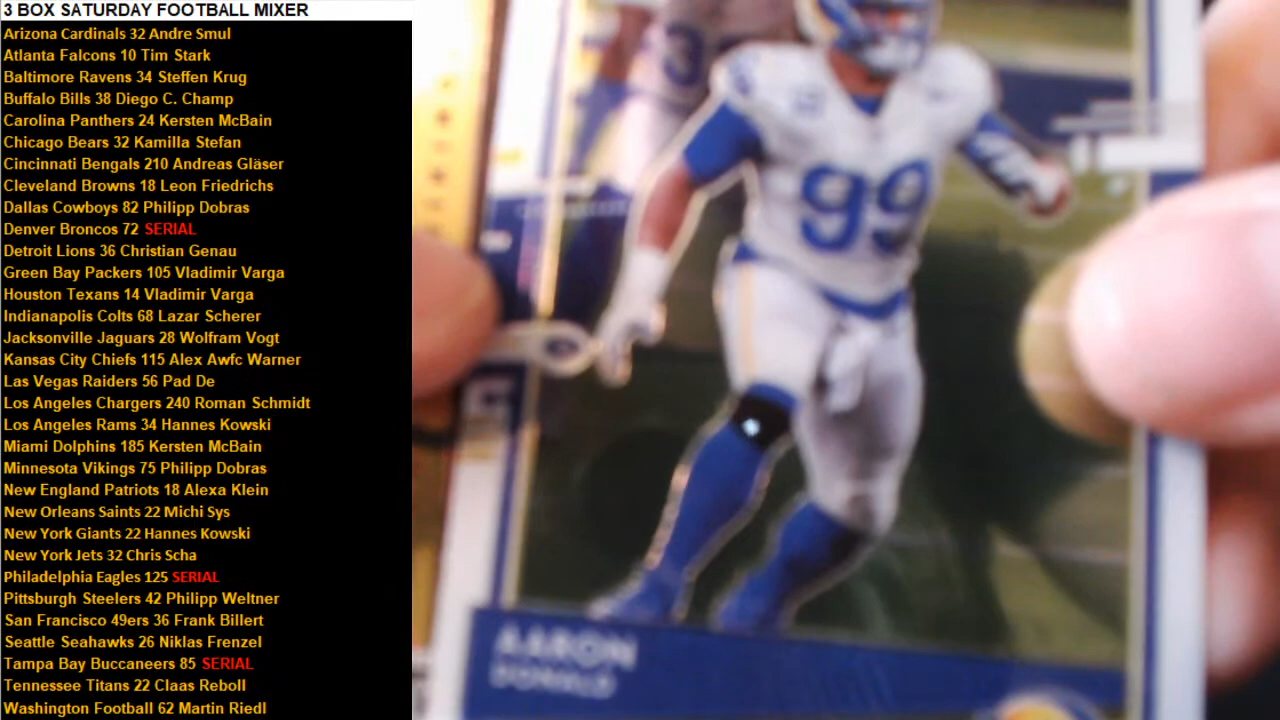 3 BOX SATURDAY FOOTBALL MIXER
Arizona Cardinals 32 Andre Smul
Atlanta Falcons 10 Tim Stark
Baltimore Ravens 34 Steffen Krug
Buffalo Bills 38 Diego C. Champ
Carolina Panthers 24 Kersten McBain
Chicago Bears 32 Kamilla Stefan
Cincinnati Bengals 210 Andreas Gläser
Cleveland Browns 18 Leon Friedrichs
Dallas Cowboys 82 Philipp Dobras
Denver Broncos 72 SERIAL
Detroit Lions 36 Christian Genau
Green Bay Packers 105 Vladimir Varga
Houston Texans 14 Vladimir Varga
Indianapolis Colts 68 Lazar Scherer
Jacksonville Jaguars 28 Wolfram Vogt
Kansas City Chiefs 115 Alex Awfc Warner
Las Vegas Raiders 56 Pad De
Los Angeles Chargers 240 Roman Schmidt
Los Angeles Rams 34 Hannes Kowski
Miami Dolphins 185 Kersten McBain
Minnesota Vikings 75 Philipp Dobras
New England Patriots 18 Alexa Klein
New Orleans Saints 22 Michi Sys
New York Giants 22 Hannes Kowski
New York Jets 32 Chris Scha
Philadelphia Eagles 125 SERIAL
Pittsburgh Steelers 42 Philipp Weltner
San Francisco 49ers 36 Frank Billert
Seattle Seahawks 26 Niklas Frenzel
Tampa Bay Buccaneers 85 SERIAL
Tennessee Titans 22 Claas Reboll
Washington Football 62 Martin Riedl
99
99
AARON
DONALD